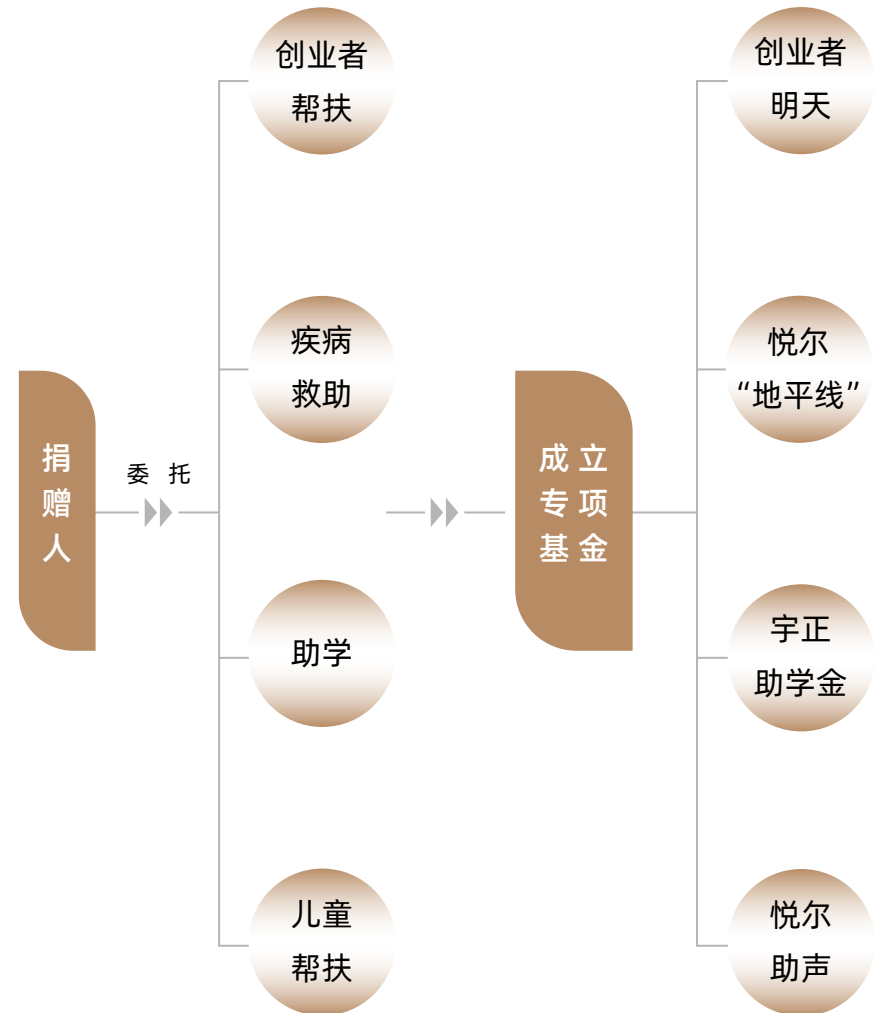 捐
赠
人
委 托
创业者
帮扶
疾病
救助
助学
儿童
帮扶
成立
专项
基金
创业者
明天
悦尔
“地平线”
宇正
助学金
悦尔
助声